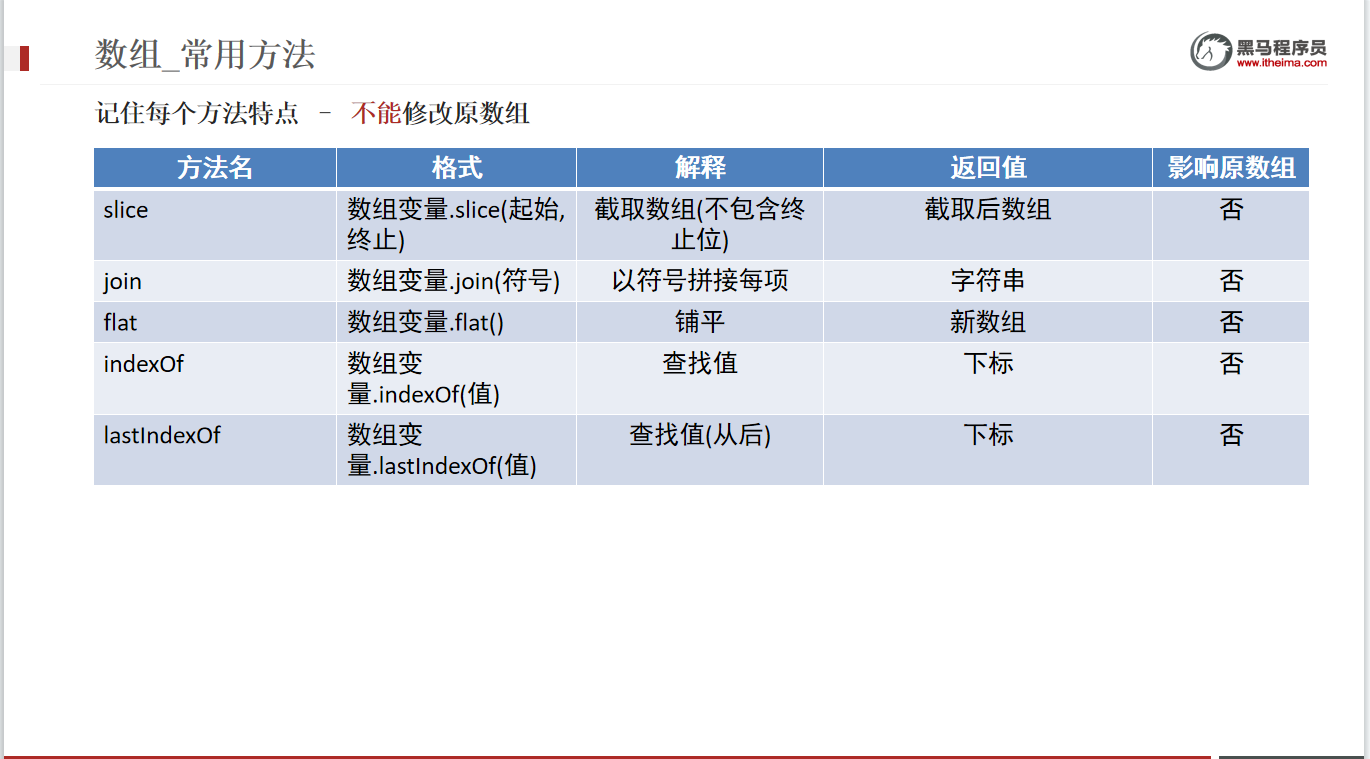 数组_常用方法
黑马程序员
www.itheima.com
记住每个方法特点 - 不能修改原数组
方法名 格式 解释 返回值 影响原数组
slice 数组变量.slice(起始, 截取数组(不包含终 截取后数组 否
终止) 止位)
join 数组变量.join(符号) 以符号拼接每项 字符串 否
flat 数组变量.flat() 铺平 新数组 否
indexOf 数组变 查找值 下标 否
量.indexOf(值)
lastIndexOf 数组变 查找值(从后) 下标 否
量.lastIndexOf(值)